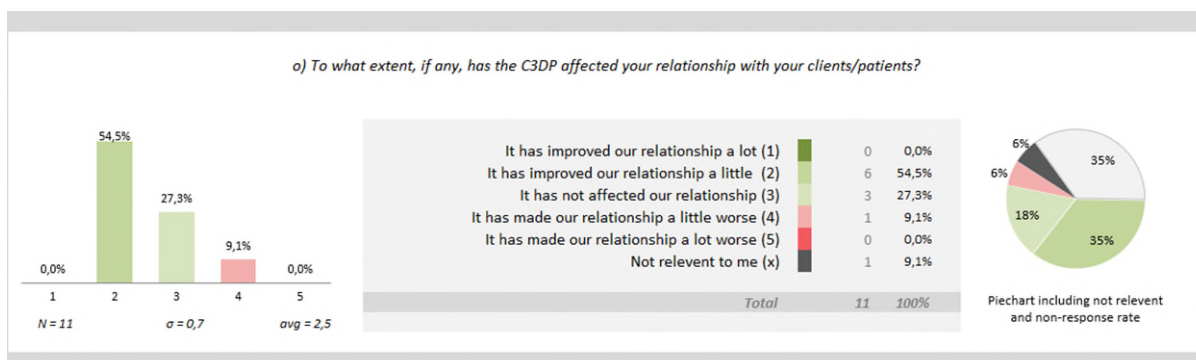 o) To what extent, if any, has the C3DP affected your relationship with your clients/patients?
54,5%
27,3%
9,1%
0,0%
0,0%
1 2 3 4 5
N = 11 σ = 0,7 avg = 2,5
It has improved our relationship a lot (1) 0 0,0%
It has improved our relationship a little (2) 6 54,5%
It has not affected our relationship (3) 3 27,3%
It has made our relationship a little worse (4) 1 9,1%
It has made our relationship a lot worse (5) 0 0,0%
Not relevent to me (x) 1 9,1%
Total 11 100%
6%
35%
6%
18%
35%
Piechart including not relevent
and non-response rate